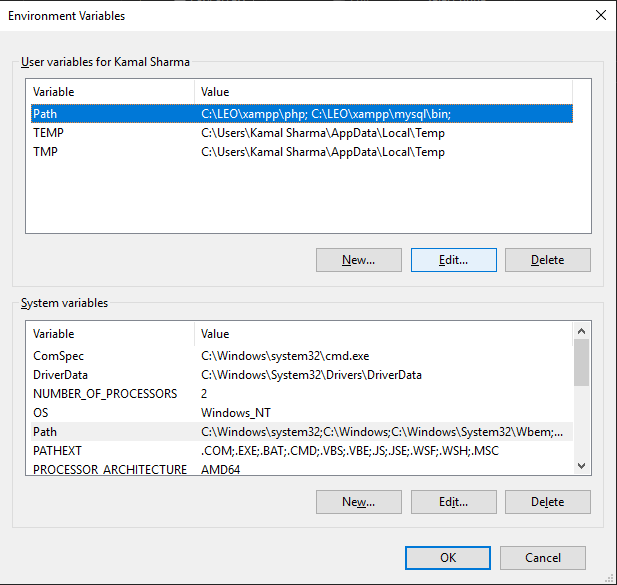 Environment Variables
User variables for Kamal Sharma
Variable Value
Path C:\LEO\xampp\php; C:\LEO\xampp\mysql\bin;
TEMP C:\Users\Kamal Sharma\AppData\Local\Temp
TMP C:\Users\Kamal Sharma\AppData\Local\Temp
New... Edit... Delete
System variables
Variable Value
ComSpec C:\Windows\system32\cmd.exe
DriverData C:\Windows\System32\Drivers\DriverData
NUMBER_OF_PROCESSORS 2
OS Windows_NT
Path C:\Windows\system32;C:\Windows;C:\Windows\System32\Wbem;...
PATHEXT .COM;.EXE;.BAT;.CMD;.VBS;.VBE;.JS;.JSE;.WSF;.WSH;.MSC
PROCESSOR_ARCHITECTURE AMD64
New... Edit... Delete
OK Cancel